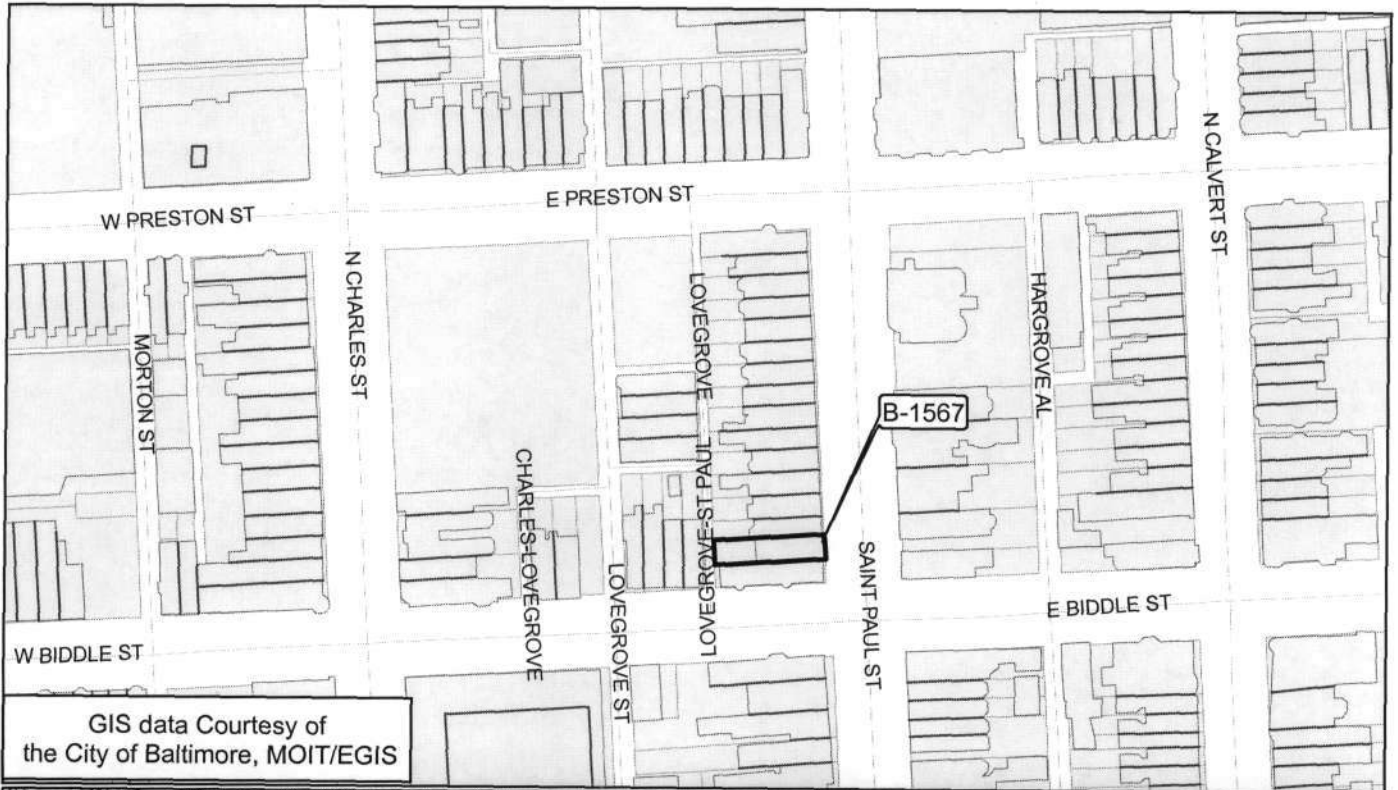 W PRESTON ST
E PRESTON ST
N CALVERT ST
N CHARLES ST
MORTON ST
LOVEGROVE-ST PAUL LOVEGROVE
HARGROVE AL
B-1567
CHARLES-LOVEGROVE
LOVEGROVE ST
SAINT PAUL ST
E BIDDLE ST
W BIDDLE ST
GIS data Courtesy of
the City of Baltimore, MOIT/EGIS